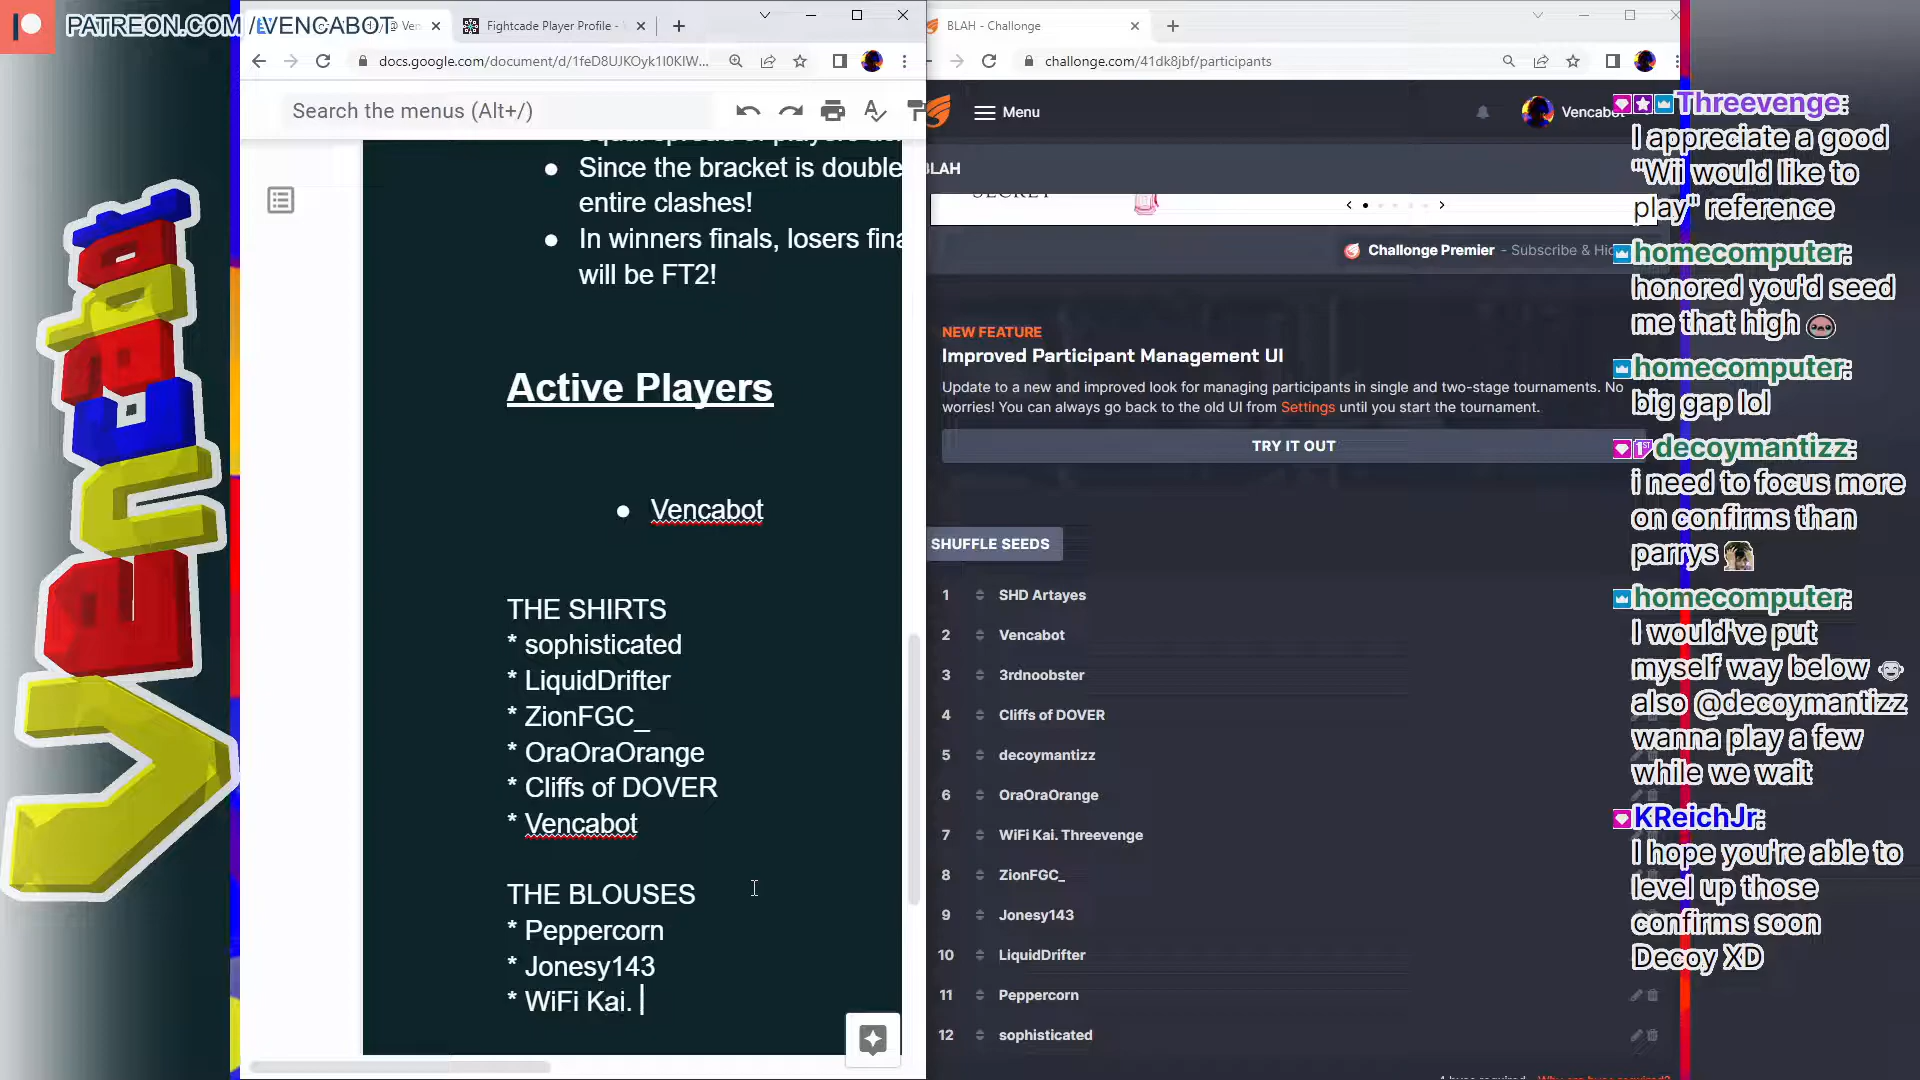 PATREON.COM/VENCABOT
Vencabot
Fightcade Player Profile -
docs.google.com/document/d/1feD8UJKOyk1I0KIW...
Search the menus (Alt+/)
Since the bracket is double
entire clashes!
In winners finals, losers fina
will be FT2!
Active Players
Vencabot
THE SHIRTS
* sophisticated
* LiquidDrifter
* ZionFGC_
* OraOraOrange
* Cliffs of DOVER
* Vencabot
THE BLOUSES
* Peppercorn
* Jonesy143
* WiFi Kai.
BLAH - Challonge
challonge.com/41dk8jbf/participants
Menu
Vencabot
BLAH
Challonge Premier - Subscribe & Hi
NEW FEATURE
Improved Participant Management UI
Update to a new and improved look for managing participants in single and two-stage tournaments. No
worries! You can always go back to the old UI from Settings until you start the tournament.
TRY IT OUT
SHUFFLE SEEDS
1 SHD Artayes
2 Vencabot
3 3rdnoobster
4 Cliffs of DOVER
5 decoymantizz
6 OraOraOrange
7 WiFi Kai. Threevenge
8 ZionFGC_
9 Jonesy143
10 LiquidDrifter
11 Peppercorn
12 sophisticated
Threevenge:
I appreciate a good
"Wii would like to
play" reference
homecomputer:
honored you'd seed
me that high
homecomputer:
big gap lol
decoymantizz:
i need to focus more
on confirms than
parrys
homecomputer:
I would've put
myself way below
also @decoymantizz
wanna play a few
while we wait
KReichJr:
I hope you're able to
level up those
confirms soon
Decoy XD